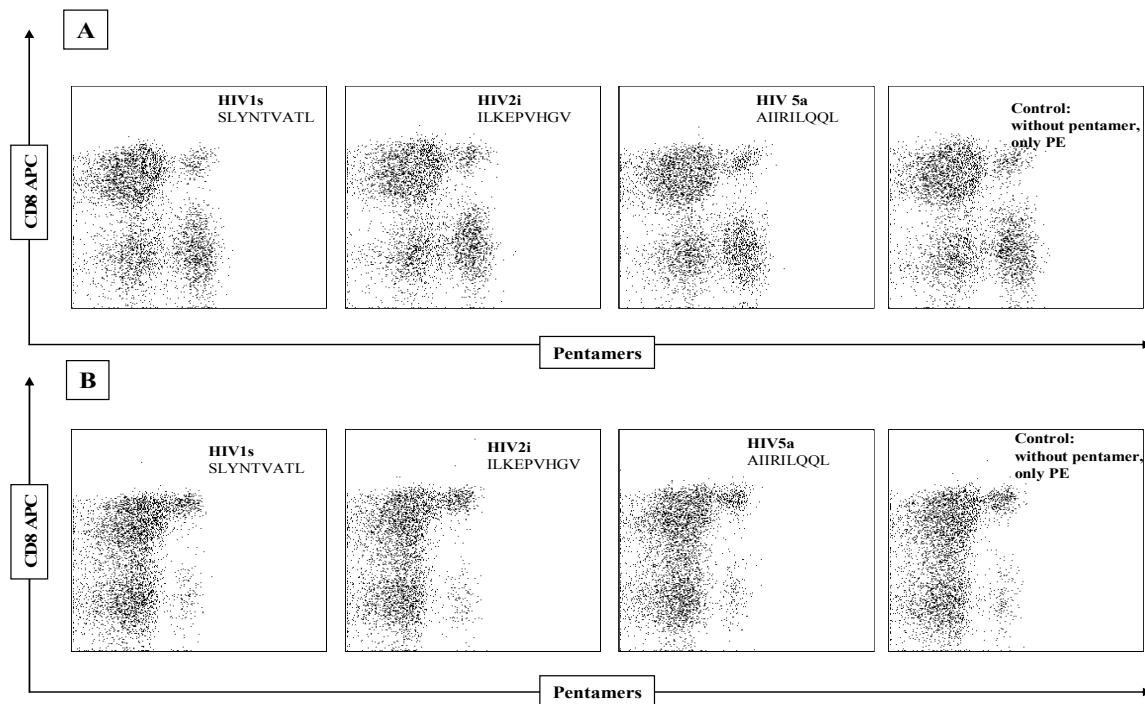 A
CD8 APC
HIV1s
SLYNTVATL
HIV2i
ILKEPVHGV
HIV 5a
AIIRILQQL
Control:
without pentamer,
only PE
Pentamers
B
CD8 APC
HIV1s
SLYNTVATL
HIV2i
ILKEPVHGV
HIV5a
AIIRILQQL
Control:
without pentamer,
only PE
Pentamers